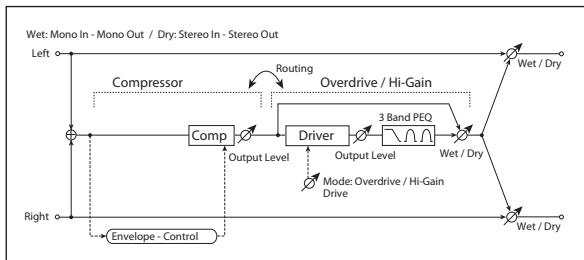 Wet: Mono In - Mono Out / Dry: Stereo In - Stereo Out
Left
Wet / Dry
Routing
Compressor
Overdrive / Hi-Gain
3 Band PEQ
Comp
Driver
Output Level
Output Level
Wet / Dry
Mode: Overdrive / Hi-Gain
Drive
Right
Wet / Dry
Envelope - Control